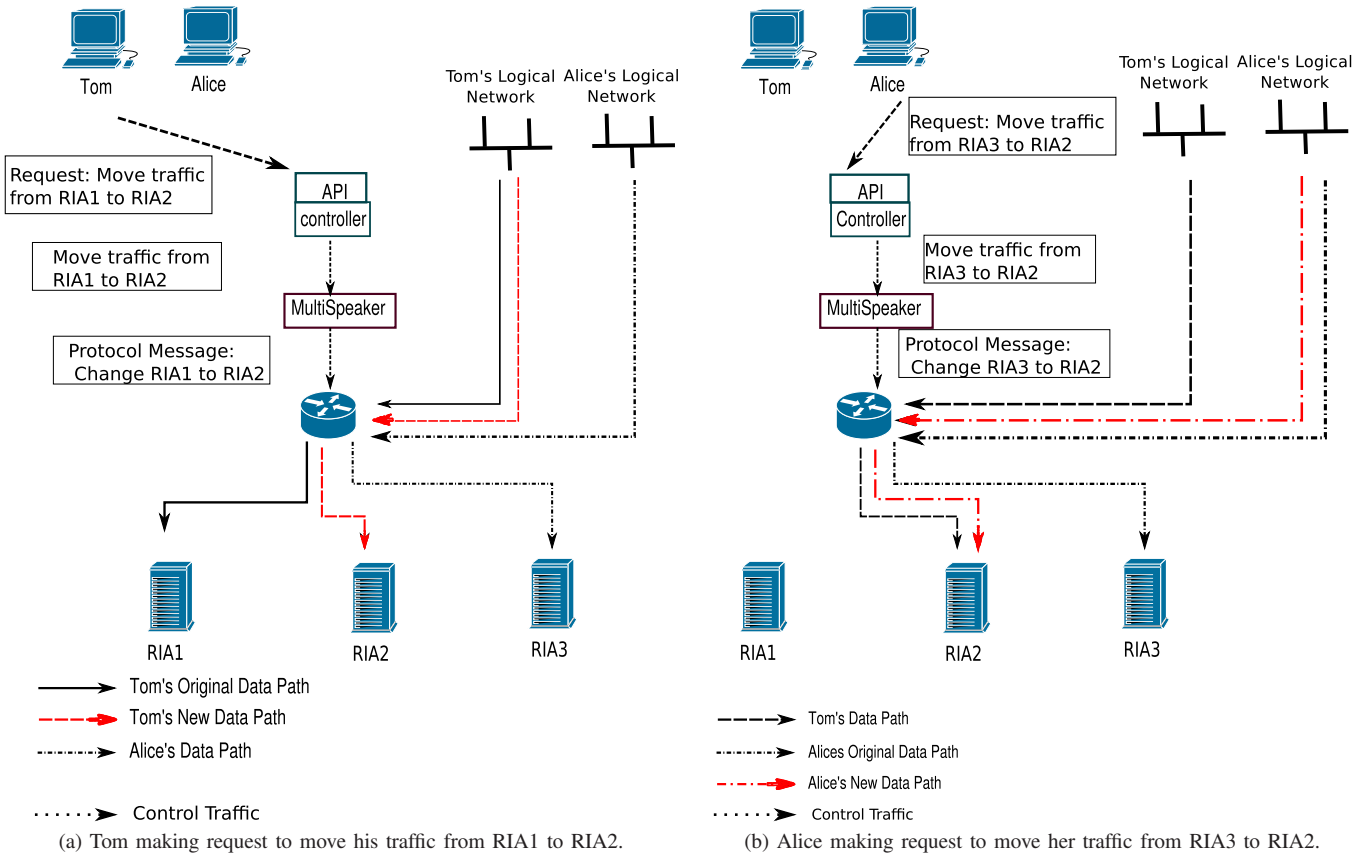 Tom
Alice
Tom's Logical
Network
Alice's Logical
Network
Request: Move traffic
from RIA1 to RIA2
API
controller
Move traffic from
RIA1 to RIA2
MultiSpeaker
Protocol Message:
Change RIA1 to RIA2
RIA1
RIA2
RIA3
Tom's Original Data Path
Tom's New Data Path
Alice's Data Path
Control Traffic
(a) Tom making request to move his traffic from RIA1 to RIA2.
Tom
Alice
Tom's Logical
Network
Alice's Logical
Network
Request: Move traffic
from RIA3 to RIA2
API
Controller
Move traffic from
RIA3 to RIA2
MultiSpeaker
Protocol Message:
Change RIA3 to RIA2
RIA1
RIA2
RIA3
Tom's Data Path
Alices Original Data Path
Alice's New Data Path
Control Traffic
(b) Alice making request to move her traffic from RIA3 to RIA2.